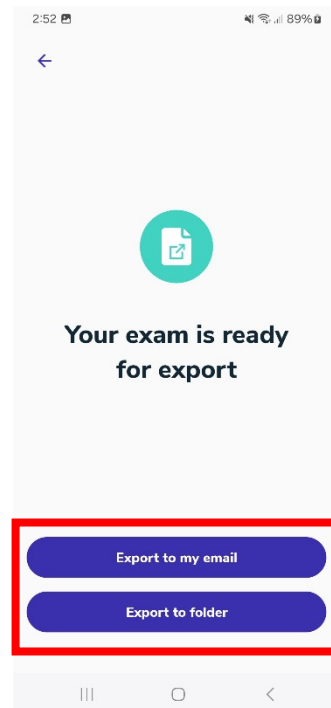 2:52 89%
Your exam is ready
for export
Export to my email
Export to folder